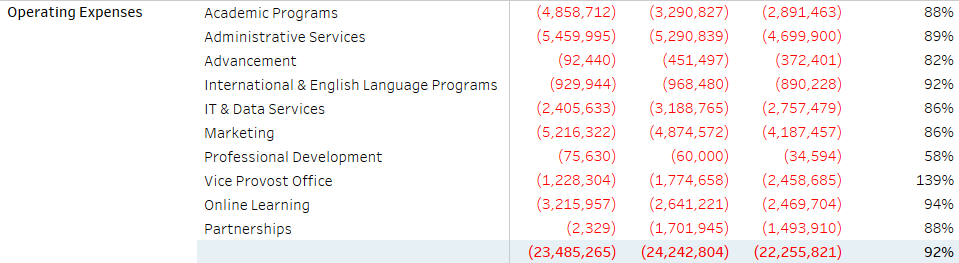 Operating Expenses Academic Programs (4,858,712) (3,290,827) (2,891,463) 88%
Administrative Services (5,459,995) (5,290,839) (4,699,900) 89%
Advancement (92,440) (451,497) (372,401) 82%
International & English Language Programs (929,944) (968,480) (890,228) 92%
IT & Data Services (2,405,633) (3,188,765) (2,757,479) 86%
Marketing (5,216,322) (4,874,572) (4,187,457) 86%
Professional Development (75,630) (60,000) (34,594) 58%
Vice Provost Office (1,228,304) (1,774,658) (2,458,685) 139%
Online Learning (3,215,957) (2,641,221) (2,469,704) 94%
Partnerships (2,329) (1,701,945) (1,493,910) 88%
(23,485,265) (24,242,804) (22,255,821) 92%